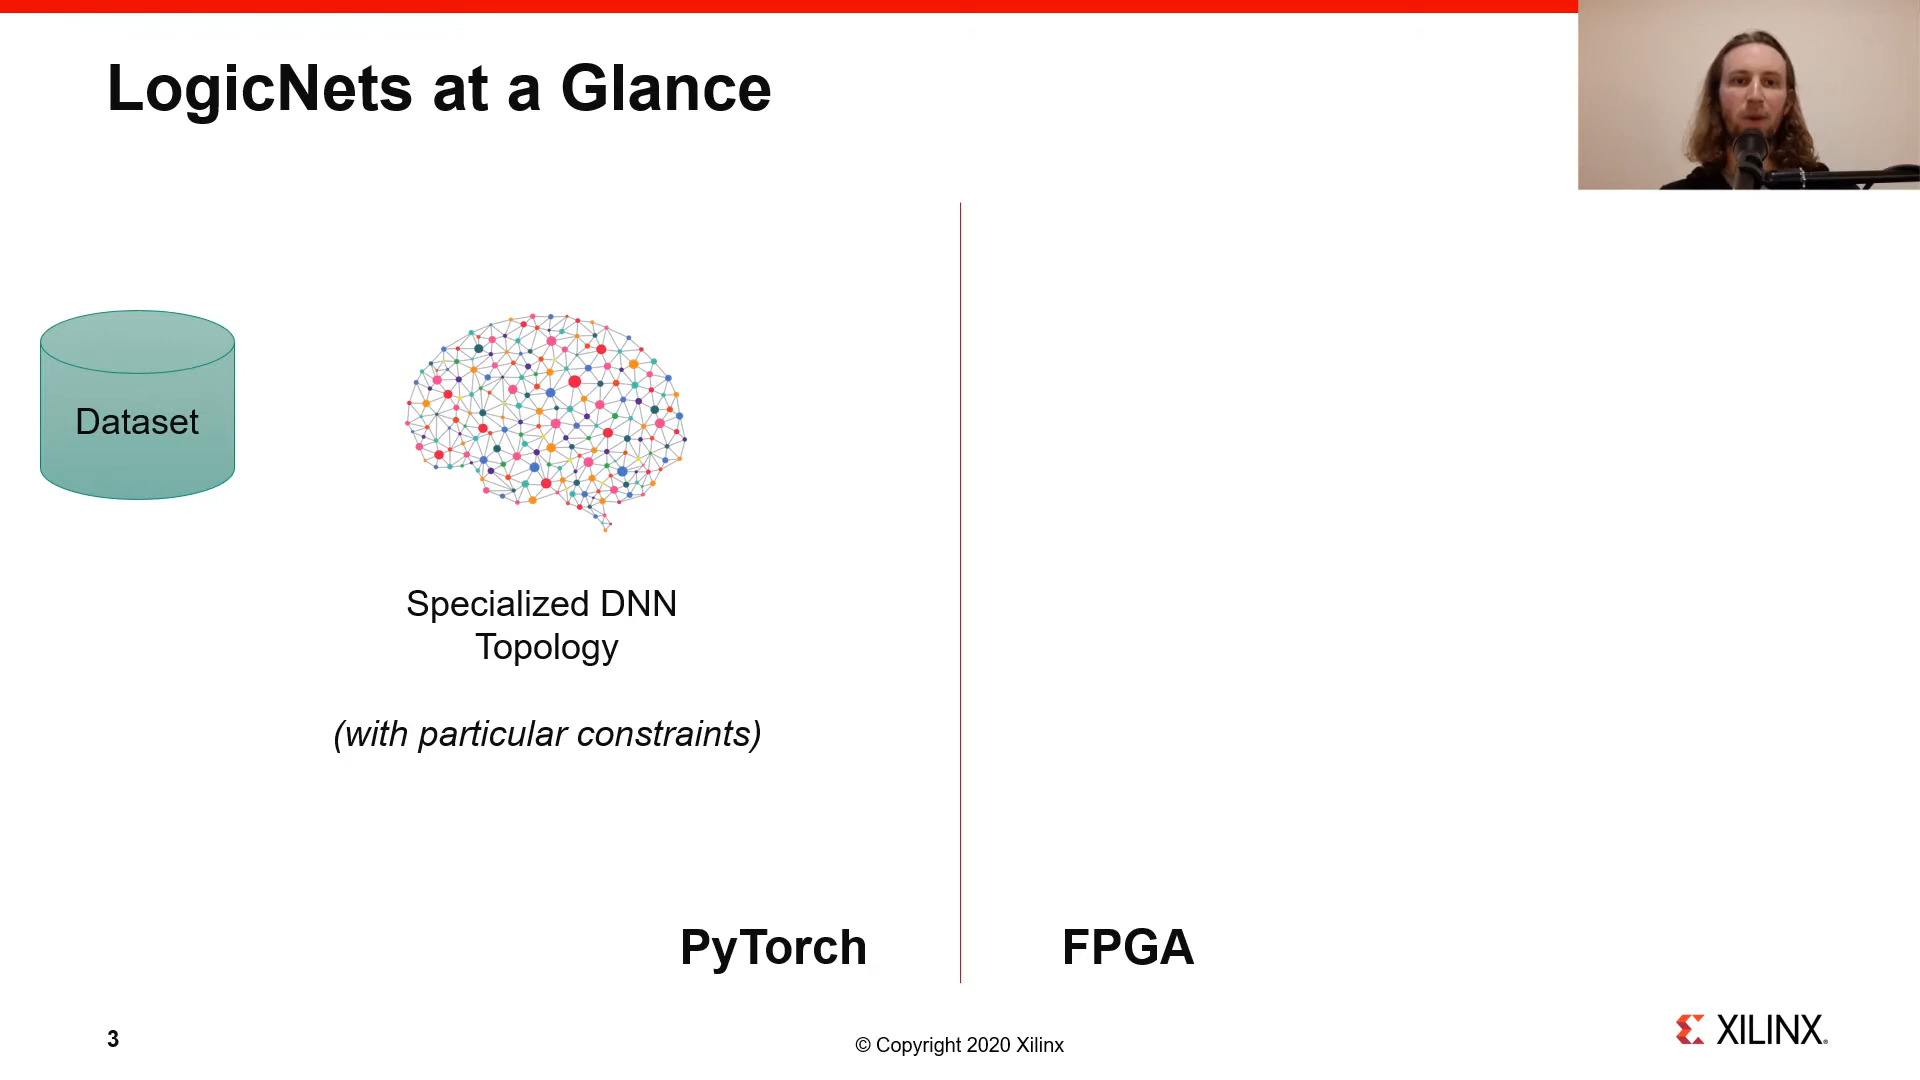 LogicNets at a Glance
Dataset
Specialized DNN
Topology
(with particular constraints)
PyTorch
FPGA
3
© Copyright 2020 Xilinx
XILINX.